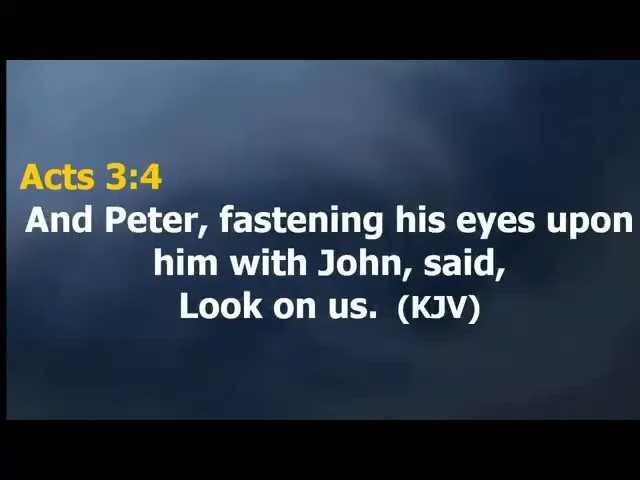 Acts 3:4
And Peter, fastening his eyes upon
him with John, said,
Look on us. (KJV)